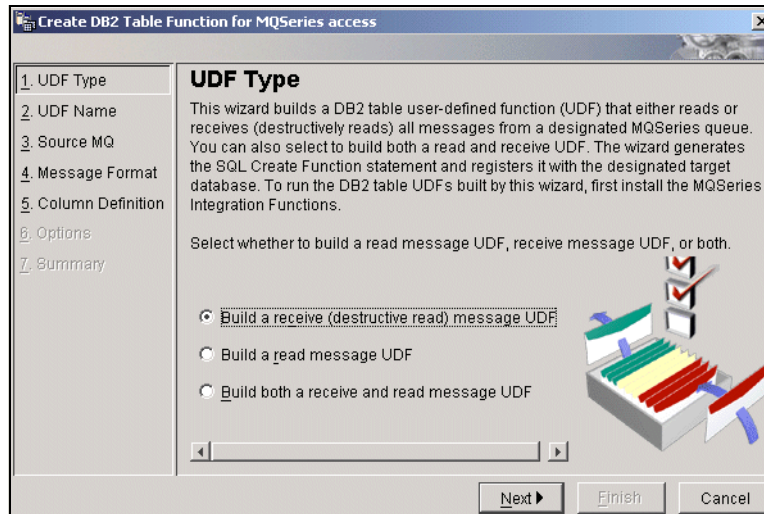 Create DB2 Table Function for MQSeries access
1. UDF Type
2. UDF Name
3. Source MQ
4. Message Format
5. Column Definition
6. Options
7. Summary
UDF Type
This wizard builds a DB2 table user-defined function (UDF) that either reads or
receives (destructively reads) all messages from a designated MQSeries queue.
You can also select to build both a read and receive UDF. The wizard generates
the SQL Create Function statement and registers it with the designated target
database. To run the DB2 table UDFs built by this wizard, first install the MQSeries
Integration Functions.
Select whether to build a read message UDF, receive message UDF, or both.
Build a receive (destructive read) message UDF
Build a read message UDF
Build both a receive and read message UDF
Next
Finish
Cancel